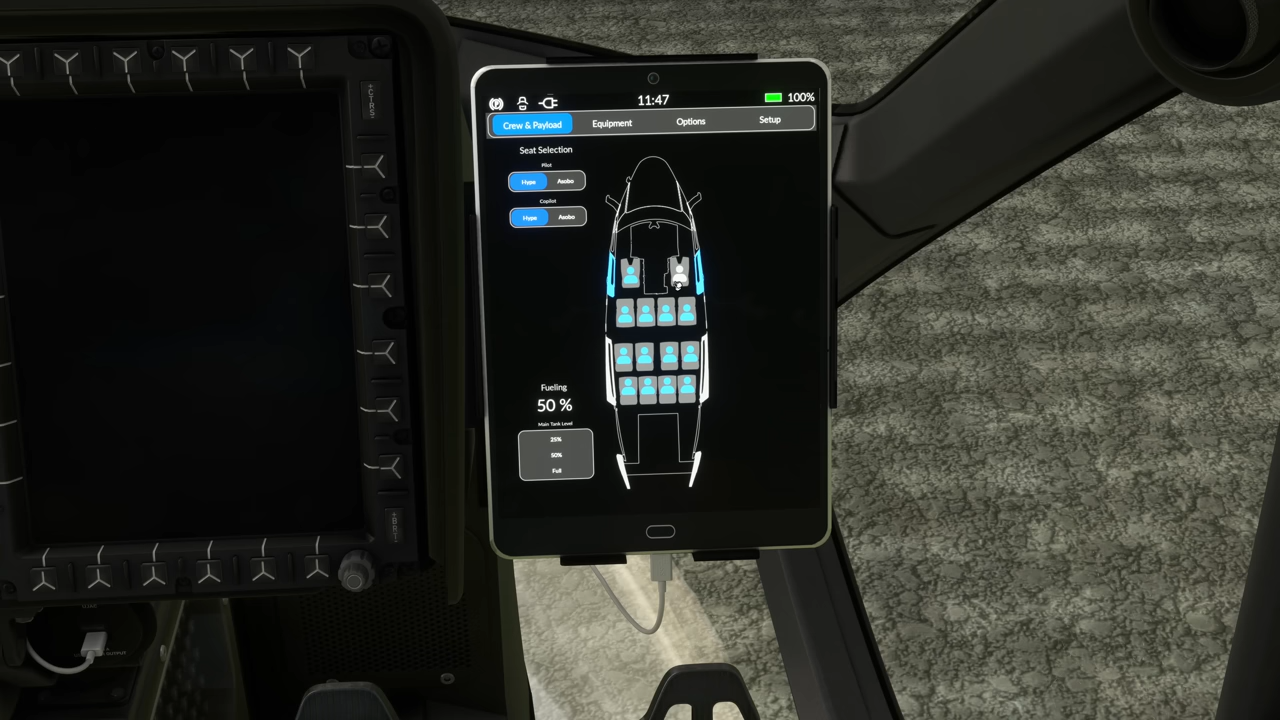 11:47
100%
Crew & Payload
Equipment
Options
Setup
Seat Selection
Pilot
Hype
Asobo
Copilot
Hype
Asobo
Fueling
50 %
Main Tank Level
25%
50%
Full